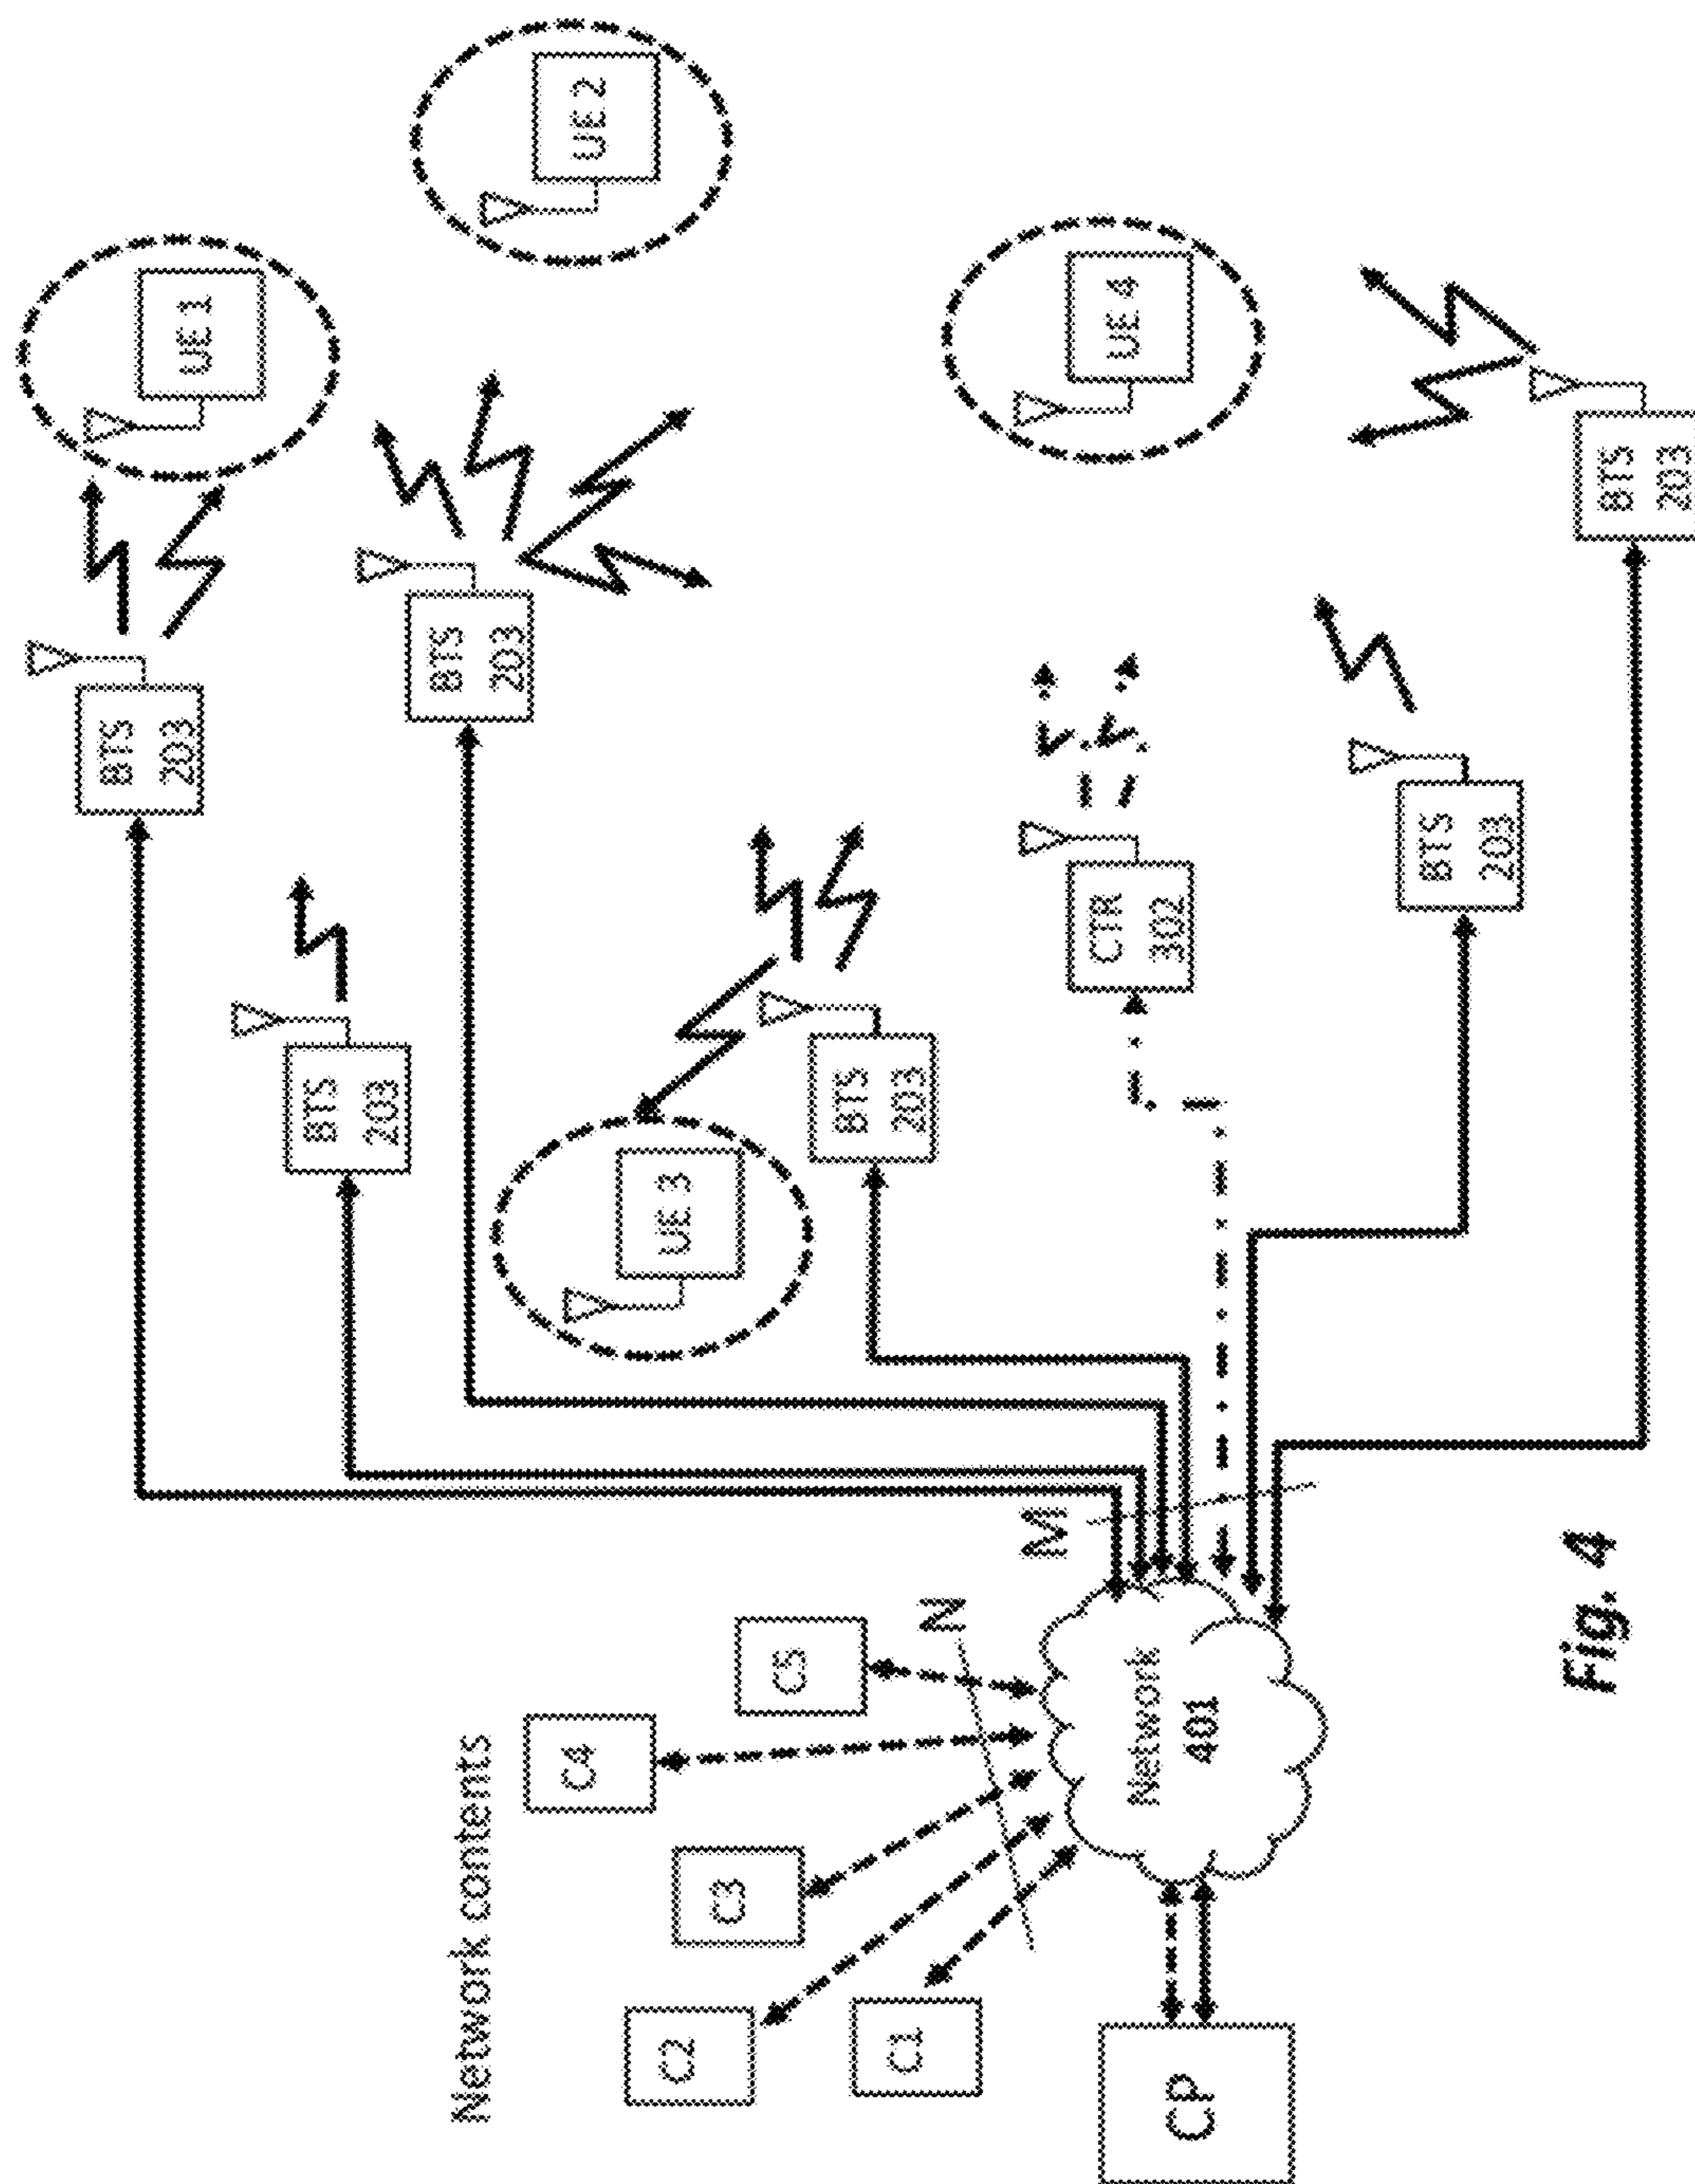 Network contents
C1
C2
C3
C4
C5
N
M
CP
Network
401
BTS
203
BTS
203
BTS
203
BTS
203
CTR
302
BTS
203
BTS
203
UE 1
UE 2
UE 3
UE 4
Fig. 4